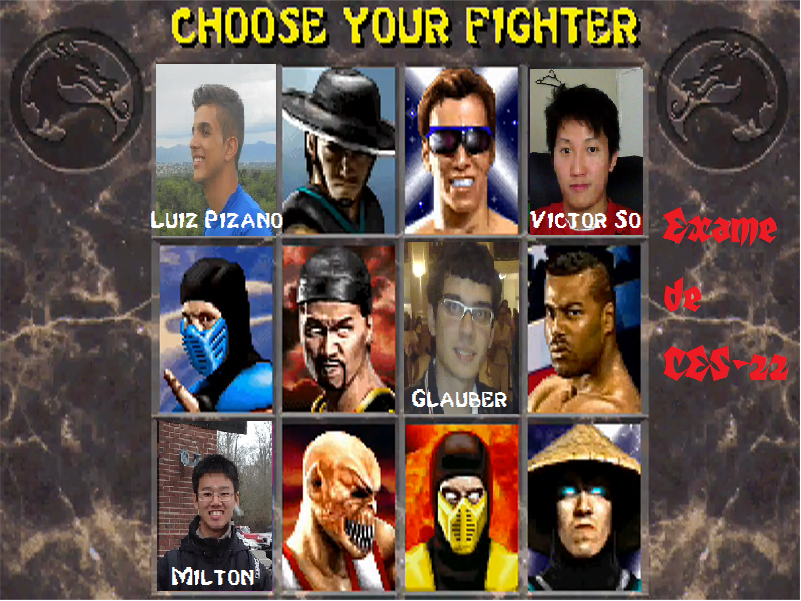 CHOOSE YOUR FIGHTER
LUIZ PIZANO
VICTOR SO
Exame
de
CES-22
GLAUBER
MILTON